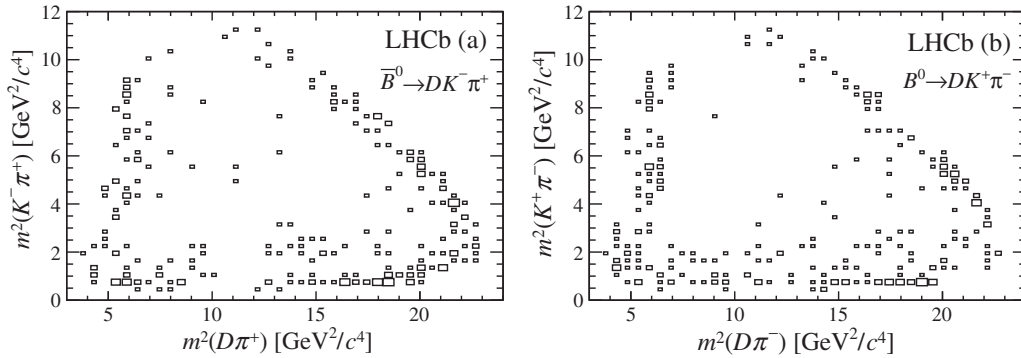 12
10
8
6
4
2
0
5 10 15 20
m²(Dπ⁺) [GeV²/c⁴]
m²(K⁻π⁺) [GeV²/c⁴]
LHCb (a)
B̅⁰→DK⁻π⁺
12
10
8
6
4
2
0
5 10 15 20
m²(Dπ⁻) [GeV²/c⁴]
m²(K⁺π⁻) [GeV²/c⁴]
LHCb (b)
B⁰→DK⁺π⁻